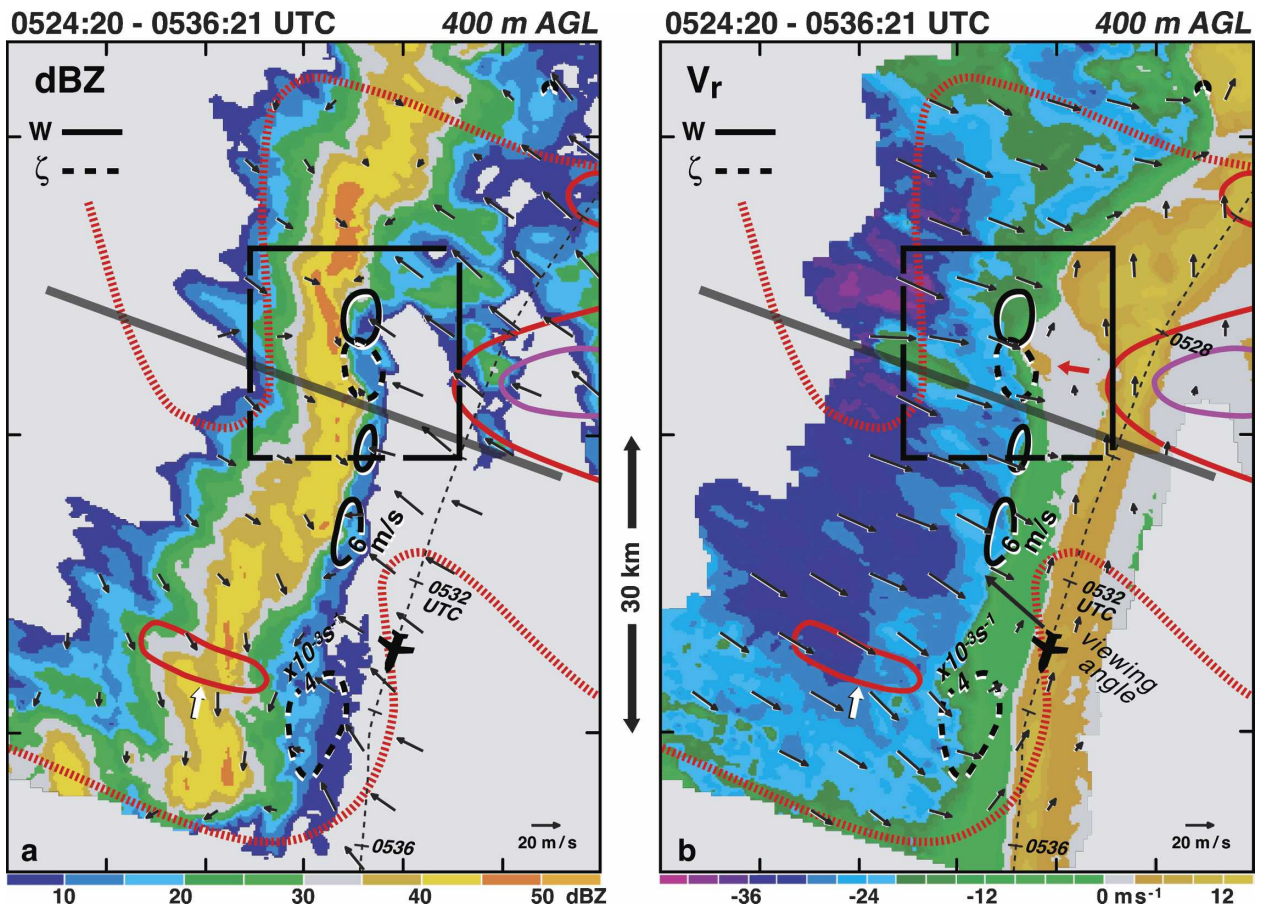 0524:20 - 0536:21 UTC
400 m AGL
dBZ
W
ζ
6
m/s
0532
UTC
x10⁻³s⁻¹
4
0536
20 m/s
a
10 20 30 40 50 dBZ
30 km
0524:20 - 0536:21 UTC
400 m AGL
Vr
W
ζ
0528
6
m/s
0532
UTC
x10⁻³s⁻¹
4
viewing
angle
0536
20 m/s
b
-36 -24 -12 0 ms⁻¹ 12